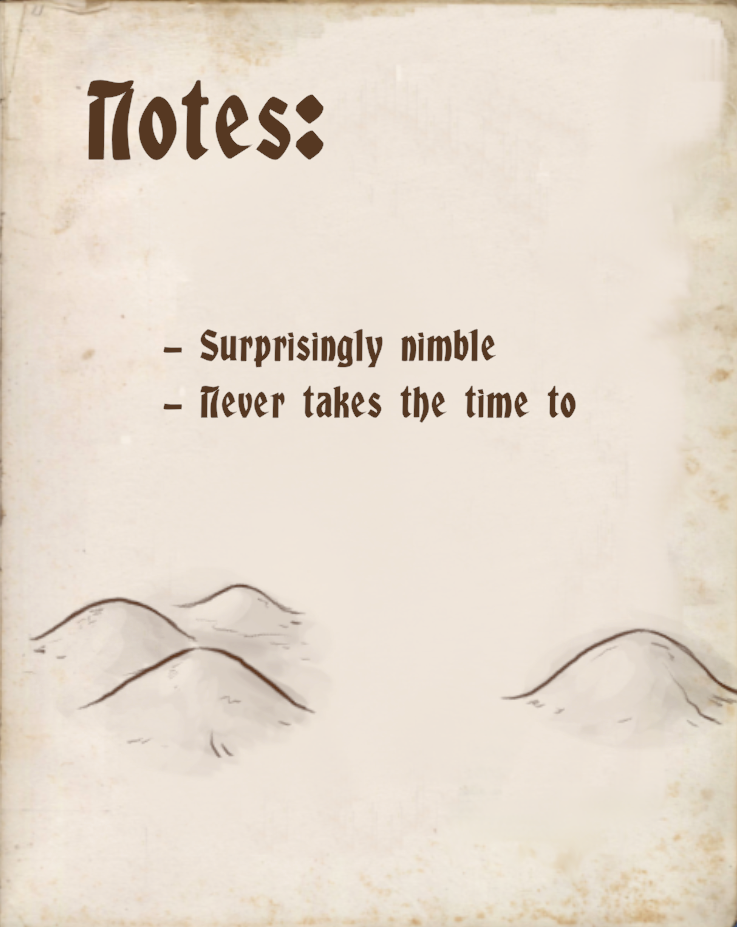 Notes:
– Surprisingly nimble
– Never takes the time to